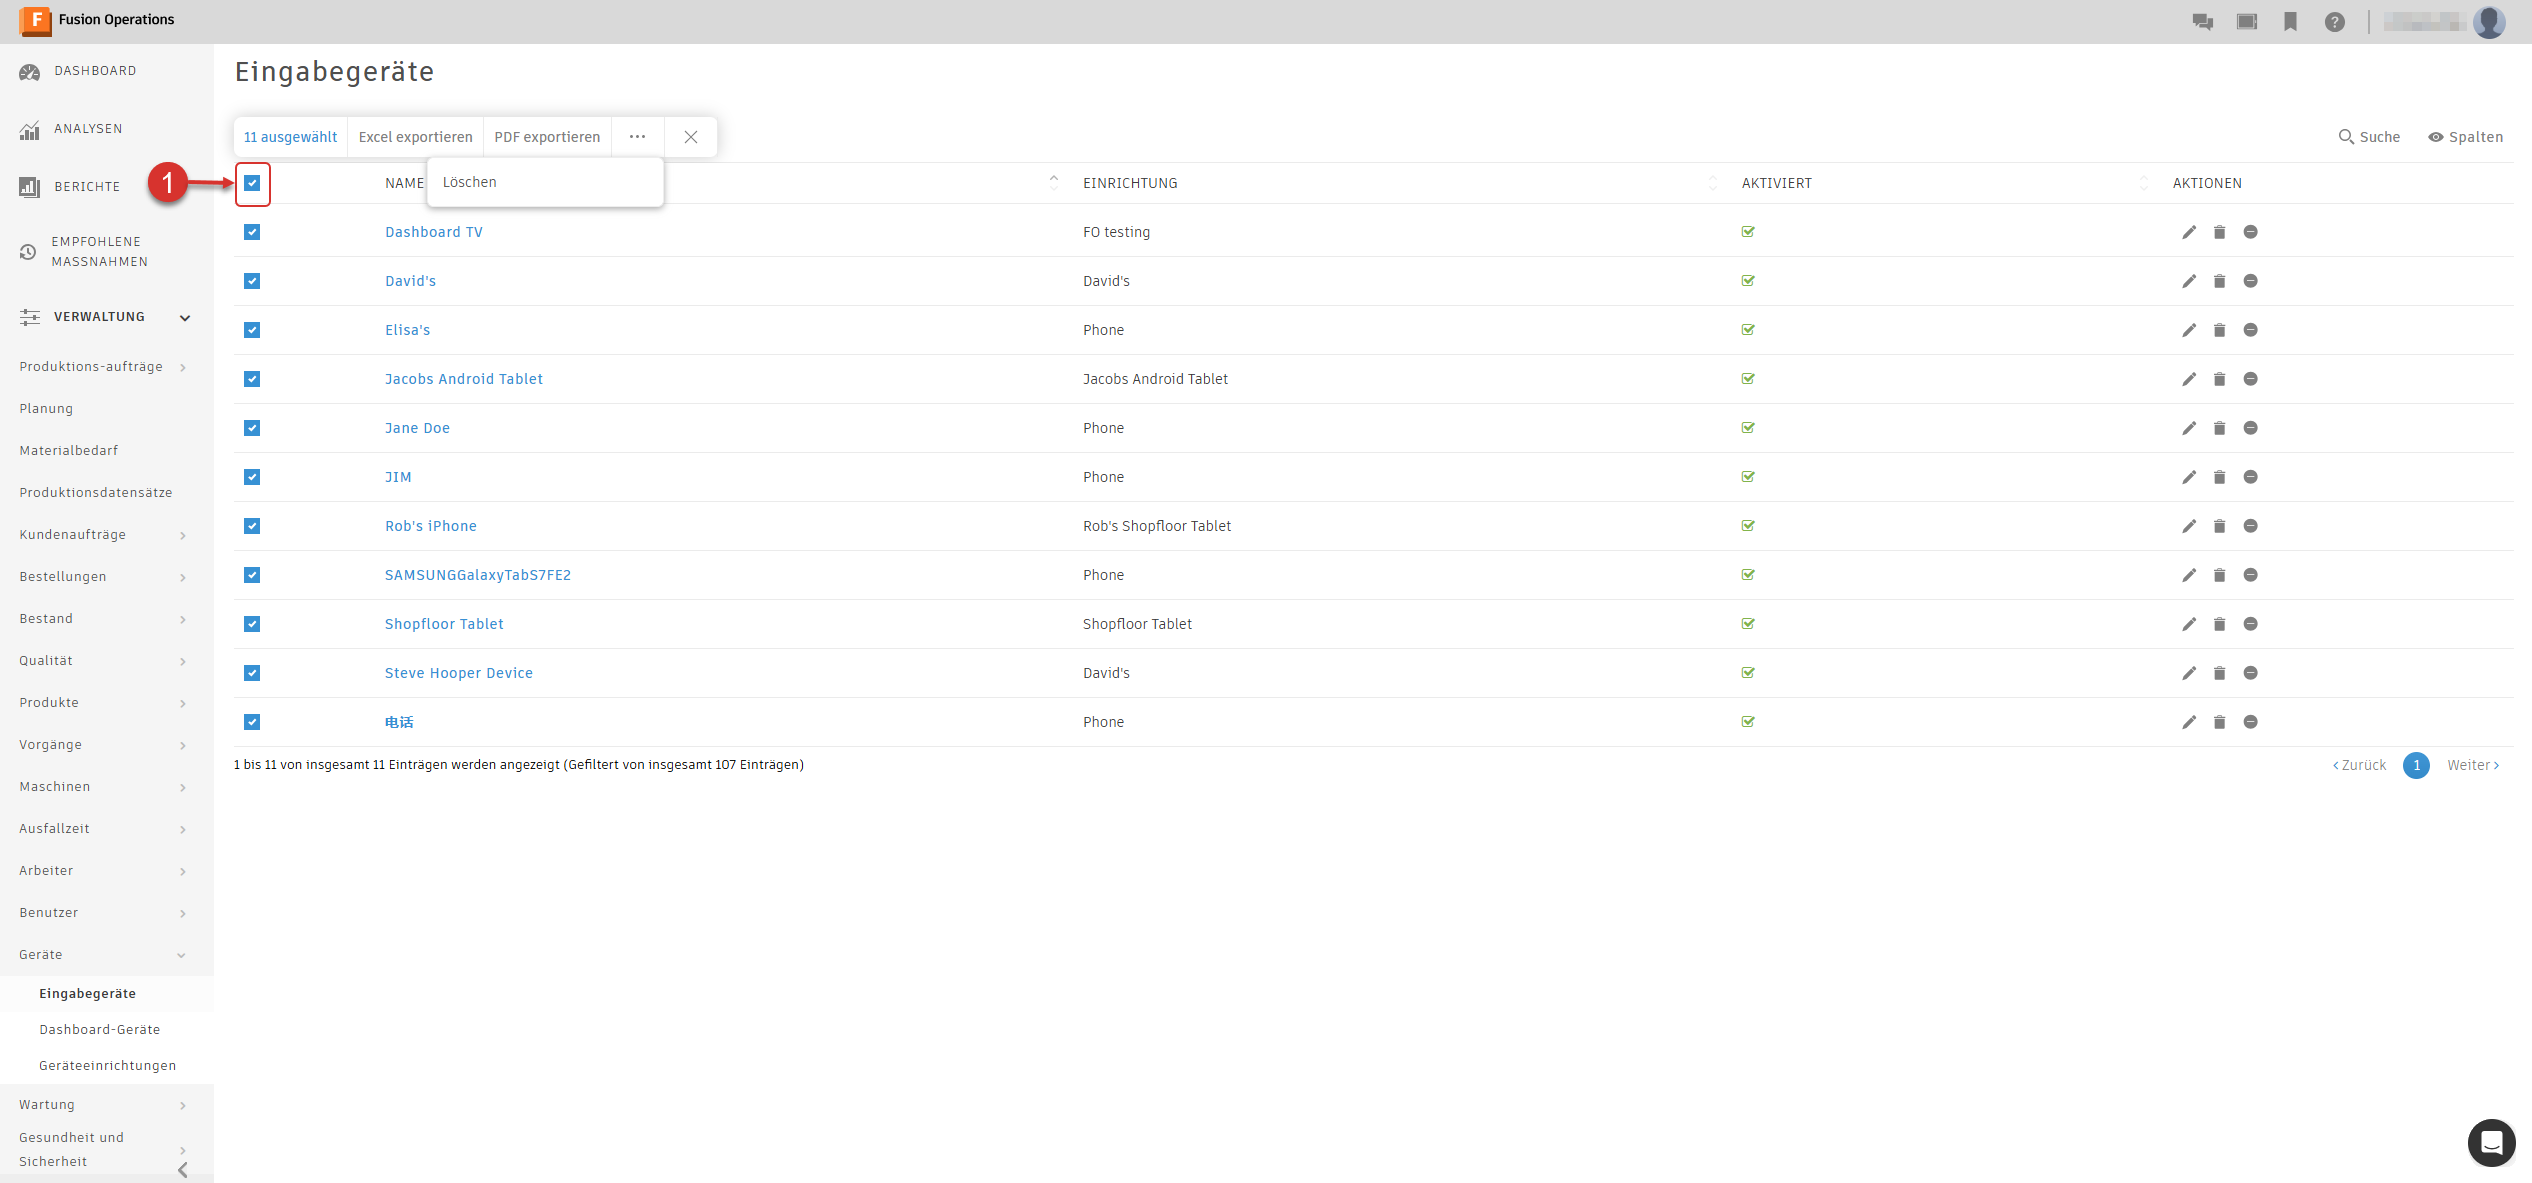 F Fusion Operations
DASHBOARD
ANALYSEN
BERICHTE
EMPFOHLENE
MASSNAHMEN
VERWALTUNG
Produktions-aufträge
Planung
Materialbedarf
Produktionsdatensätze
Kundenaufträge
Bestellungen
Bestand
Qualität
Produkte
Vorgänge
Maschinen
Ausfallzeit
Arbeiter
Benutzer
Geräte
Eingabegeräte
Dashboard-Geräte
Geräteeinrichtungen
Wartung
Gesundheit und
Sicherheit
Eingabegeräte
11 ausgewählt Excel exportieren PDF exportieren ...
Löschen
Suche Spalten
1
NAME EINRICHTUNG AKTIVIERT AKTIONEN
Dashboard TV FO testing
David's David's
Elisa's Phone
Jacobs Android Tablet Jacobs Android Tablet
Jane Doe Phone
JIM Phone
Rob's iPhone Rob's Shopfloor Tablet
SAMSUNGGalaxyTabS7FE2 Phone
Shopfloor Tablet Shopfloor Tablet
Steve Hooper Device David's
电话 Phone
1 bis 11 von insgesamt 11 Einträgen werden angezeigt (Gefiltert von insgesamt 107 Einträgen)
‹ Zurück 1 Weiter ›